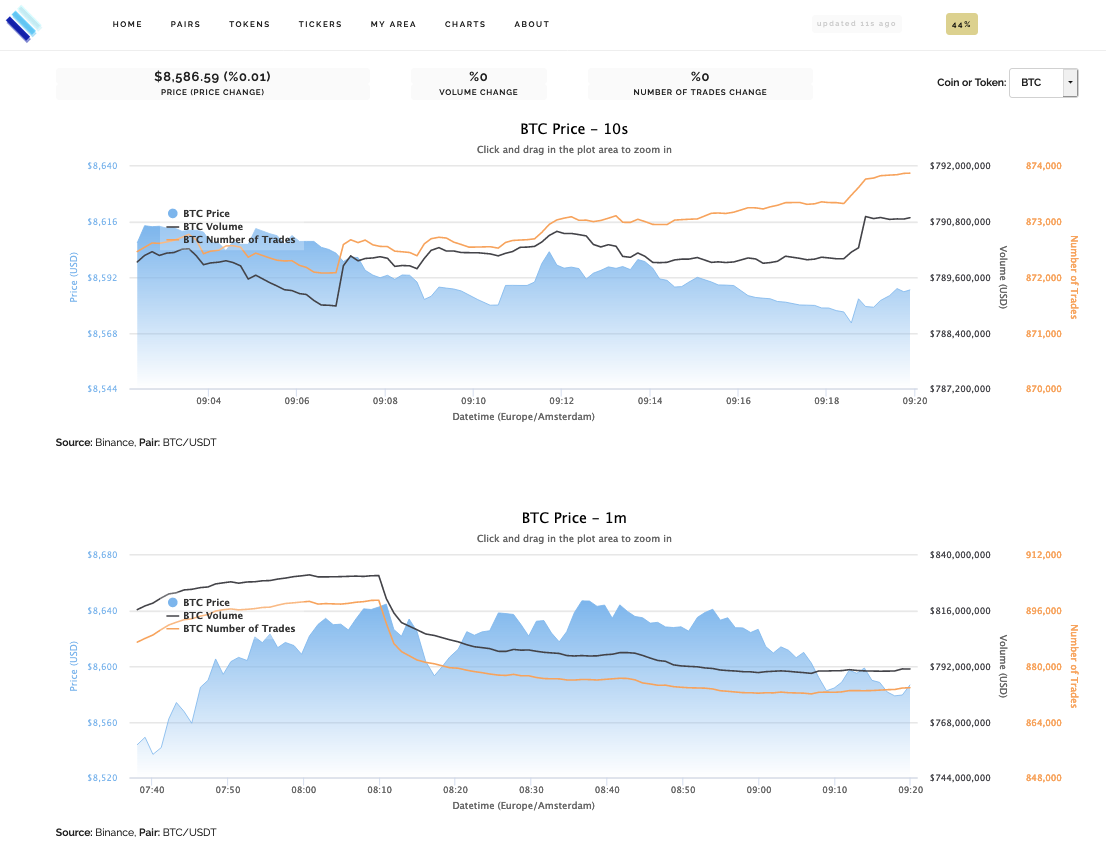 HOME PAIRS TOKENS TICKERS MY AREA CHARTS ABOUT updated 11s ago 44%
$8,586.59 (%0.01) %0 %0
PRICE (PRICE CHANGE) VOLUME CHANGE NUMBER OF TRADES CHANGE
Coin or Token: BTC
BTC Price – 10s
Click and drag in the plot area to zoom in
$8,640 $792,000,000 874,000
BTC Price
$8,616 $790,800,000 873,000
BTC Volume
BTC Number of Trades
Price (USD)
Volume (USD)
Number of Trades
$8,592 $789,600,000 872,000
$8,568 $788,400,000 871,000
$8,544 $787,200,000 870,000
09:04 09:06 09:08 09:10 09:12 09:14 09:16 09:18 09:20
Datetime (Europe/Amsterdam)
Source: Binance, Pair: BTC/USDT
BTC Price – 1m
Click and drag in the plot area to zoom in
$8,680 $840,000,000 912,000
BTC Price
$8,640 $816,000,000 896,000
BTC Volume
BTC Number of Trades
Price (USD)
Volume (USD)
Number of Trades
$8,600 $792,000,000 880,000
$8,560 $768,000,000 864,000
$8,520 $744,000,000 848,000
07:40 07:50 08:00 08:10 08:20 08:30 08:40 08:50 09:00 09:10 09:20
Datetime (Europe/Amsterdam)
Source: Binance, Pair: BTC/USDT